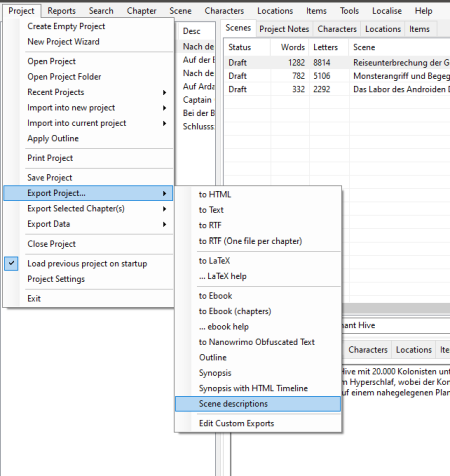 Project Reports Search Chapter Scene Characters Locations Items Tools Localise Help
Create Empty Project
New Project Wizard
Open Project
Open Project Folder
Recent Projects
Import into new project
Import into current project
Apply Outline
Print Project
Save Project
Export Project...
Export Selected Chapter(s)
Export Data
Close Project
Load previous project on startup
Project Settings
Exit
to HTML
to Text
to RTF
to RTF (One file per chapter)
to LaTeX
... LaTeX help
to Ebook
to Ebook (chapters)
... ebook help
to Nanowrimo Obfuscated Text
Outline
Synopsis
Synopsis with HTML Timeline
Scene descriptions
Edit Custom Exports
Desc
Nach de
Auf der E
Nach de
Auf Arda
Captain
Bei der B
Schlusss
Scenes Project Notes Characters Locations Items
Status Words Letters Scene
Draft 1282 8814 Reiseunterbrechung der G
Draft 782 5106 Monsterangriff und Begeg
Draft 332 2292 Das Labor des Androiden D
nant Hive
Characters Locations Ite
Hive mit 20.000 Kolonisten unt
m Hyperschlaf, wobei der Kor
uf einem nahegelegenen Plan